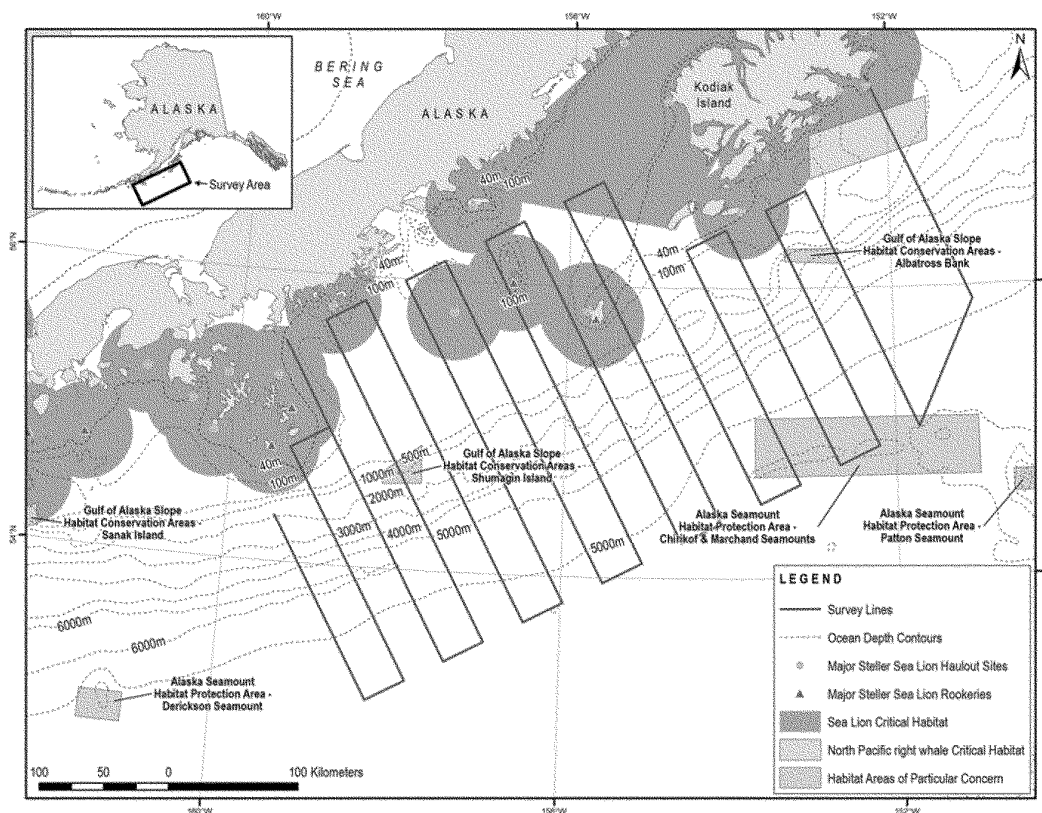 160°W
156°W
152°W
N
BERING
SEA
ALASKA
Survey Area
ALASKA
Kodiak
Island
40m
100m
56°N
40m
100m
100m
40m
100m
Gulf of Alaska Slope
Habitat Conservation Areas -
Albatross Bank
40m
100m
500m
1000m
2000m
3000m
4000m
5000m
5000m
Gulf of Alaska Slope
Habitat Conservation Areas -
Shumagin Island
Gulf of Alaska Slope
Habitat Conservation Areas -
Sanak Island
54°N
Alaska Seamount
Habitat Protection Area -
Chirikof & Marchand Seamounts
Alaska Seamount
Habitat Protection Area -
Patton Seamount
6000m
6000m
Alaska Seamount
Habitat Protection Area -
Derickson Seamount
LEGEND
Survey Lines
Ocean Depth Contours
Major Steller Sea Lion Haulout Sites
Major Steller Sea Lion Rookeries
Sea Lion Critical Habitat
North Pacific right whale Critical Habitat
Habitat Areas of Particular Concern
100 50 0 100 Kilometers
160°W
156°W
152°W